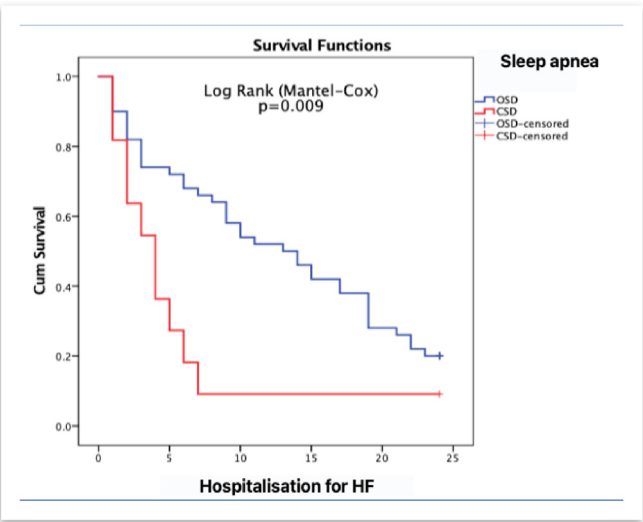 Survival Functions
Sleep apnea
Log Rank (Mantel-Cox)
p=0.009
OSD
CSD
OSD-censored
CSD-censored
Cum Survival
1.0
0.8
0.6
0.4
0.2
0.0
0 5 10 15 20 25
Hospitalisation for HF